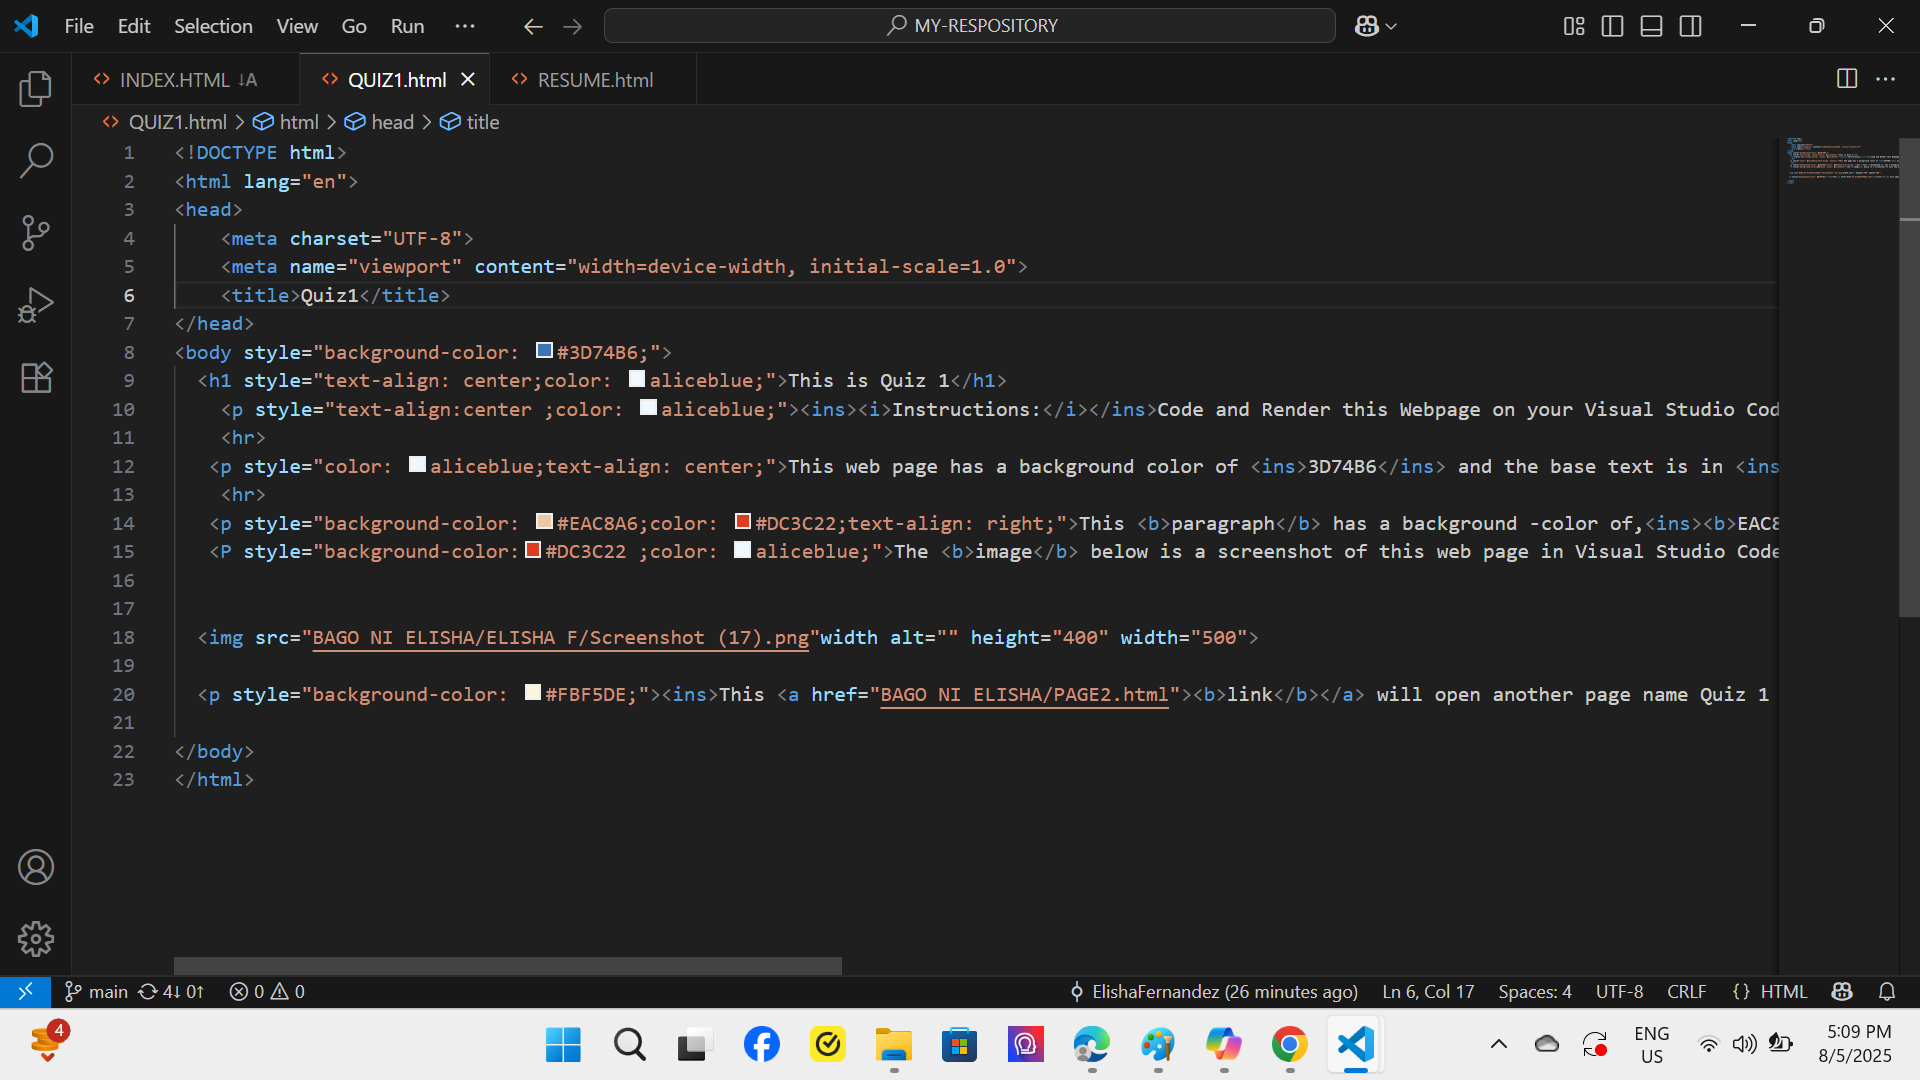 File Edit Selection View Go Run ··· MY-RESPOSITORY
INDEX.HTML ↓A QUIZ1.html RESUME.html
QUIZ1.html > html > head > title
1 <!DOCTYPE html>
2 <html lang="en">
3 <head>
4 <meta charset="UTF-8">
5 <meta name="viewport" content="width=device-width, initial-scale=1.0">
6 <title>Quiz1</title>
7 </head>
8 <body style="background-color: #3D74B6;">
9 <h1 style="text-align: center;color: aliceblue;">This is Quiz 1</h1>
10 <p style="text-align:center ;color: aliceblue;"><ins><i>Instructions:</i></ins>Code and Render this Webpage on your Visual Studio Cod
11 <hr>
12 <p style="color: aliceblue;text-align: center;">This web page has a background color of <ins>3D74B6</ins> and the base text is in <ins
13 <hr>
14 <p style="background-color: #EAC8A6;color: #DC3C22;text-align: right;">This <b>paragraph</b> has a background -color of,<ins><b>EAC8
15 <P style="background-color: #DC3C22 ;color: aliceblue;">The <b>image</b> below is a screenshot of this web page in Visual Studio Code
16
17
18 <img src="BAGO NI ELISHA/ELISHA F/Screenshot (17).png"width alt="" height="400" width="500">
19
20 <p style="background-color: #FBF5DE;"><ins>This <a href="BAGO NI ELISHA/PAGE2.html"><b>link</b></a> will open another page name Quiz 1
21
22 </body>
23 </html>
main 4↓ 0↑ 0 0 ElishaFernandez (26 minutes ago) Ln 6, Col 17 Spaces: 4 UTF-8 CRLF {} HTML
4 ENG US 5:09 PM
8/5/2025